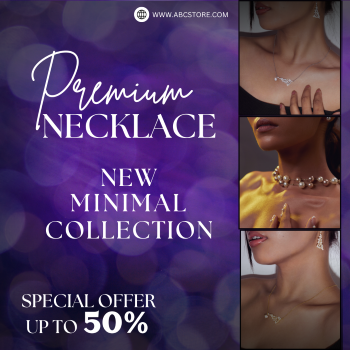 WWW.ABCSTORE.COM
Premium
NECKLACE
NEW
MINIMAL
COLLECTION
SPECIAL OFFER
UP TO 50%